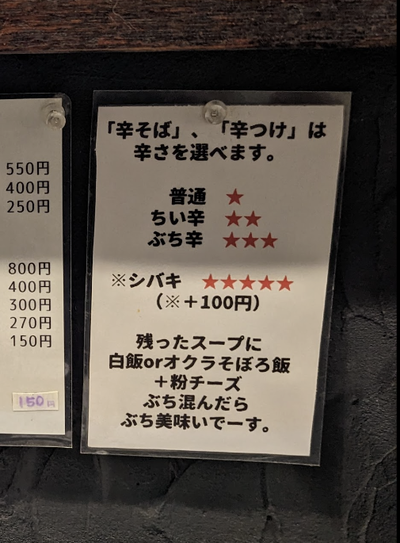 550円
400円
250円
800円
400円
300円
270円
150円
150円
「辛そば」、「辛つけ」は
辛さを選べます。
普通 ★
ちい辛 ★★
ぶち辛 ★★★
※シバキ ★★★★★
（※＋100円）
残ったスープに
白飯orオクラそぼろ飯
＋粉チーズ
ぶち混んだら
ぶち美味いでーす。